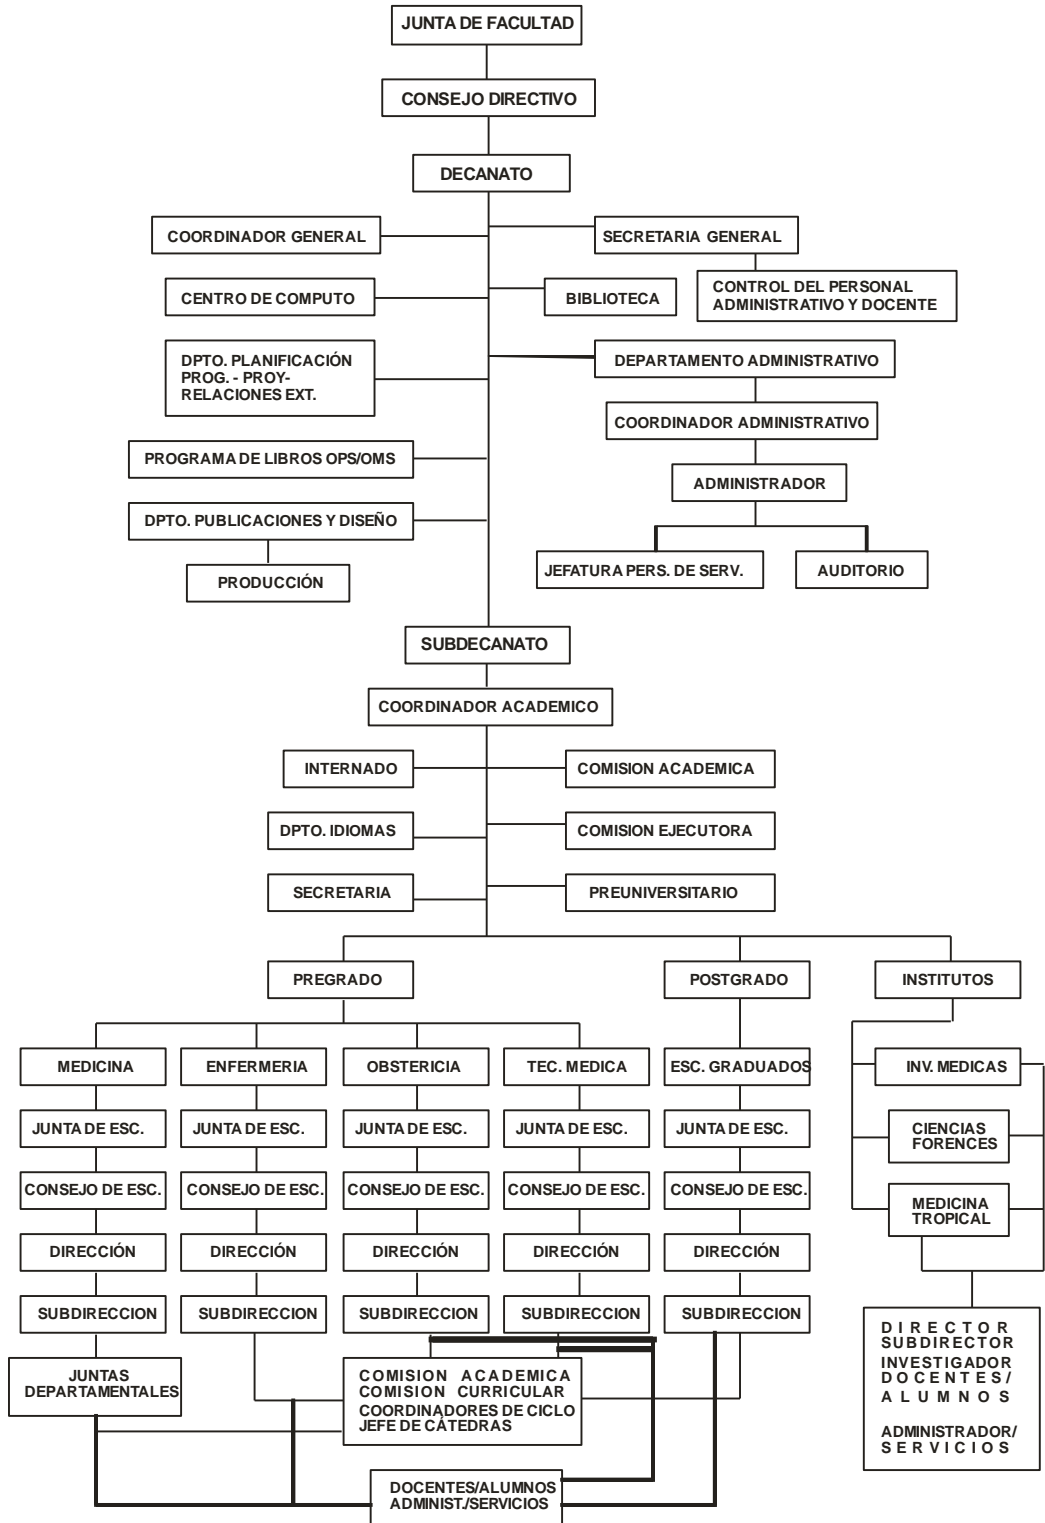 JUNTA DE FACULTAD
CONSEJO DIRECTIVO
DECANATO
COORDINADOR GENERAL
SECRETARIA GENERAL
CENTRO DE COMPUTO
BIBLIOTECA
CONTROL DEL PERSONAL
ADMINISTRATIVO Y DOCENTE
DPTO. PLANIFICACIÓN
PROG. - PROY-
RELACIONES EXT.
DEPARTAMENTO ADMINISTRATIVO
COORDINADOR ADMINISTRATIVO
PROGRAMA DE LIBROS OPS/OMS
ADMINISTRADOR
DPTO. PUBLICACIONES Y DISEÑO
PRODUCCIÓN
JEFATURA PERS. DE SERV.
AUDITORIO
SUBDECANATO
COORDINADOR ACADEMICO
INTERNADO
COMISION ACADEMICA
DPTO. IDIOMAS
COMISION EJECUTORA
SECRETARIA
PREUNIVERSITARIO
PREGRADO
POSTGRADO
INSTITUTOS
MEDICINA
ENFERMERIA
OBSTERICIA
TEC. MEDICA
ESC. GRADUADOS
INV. MEDICAS
JUNTA DE ESC.
JUNTA DE ESC.
JUNTA DE ESC.
JUNTA DE ESC.
JUNTA DE ESC.
CIENCIAS
FORENCES
CONSEJO DE ESC.
CONSEJO DE ESC.
CONSEJO DE ESC.
CONSEJO DE ESC.
CONSEJO DE ESC.
MEDICINA
TROPICAL
DIRECCIÓN
DIRECCIÓN
DIRECCIÓN
DIRECCIÓN
DIRECCIÓN
SUBDIRECCION
SUBDIRECCION
SUBDIRECCION
SUBDIRECCION
SUBDIRECCION
JUNTAS
DEPARTAMENTALES
COMISION ACADEMICA
COMISION CURRICULAR
COORDINADORES DE CICLO
JEFE DE CÁTEDRAS
DIRECTOR
SUBDIRECTOR
INVESTIGADOR
DOCENTES/
ALUMNOS
ADMINISTRADOR/
SERVICIOS
DOCENTES/ALUMNOS
ADMINIST./SERVICIOS